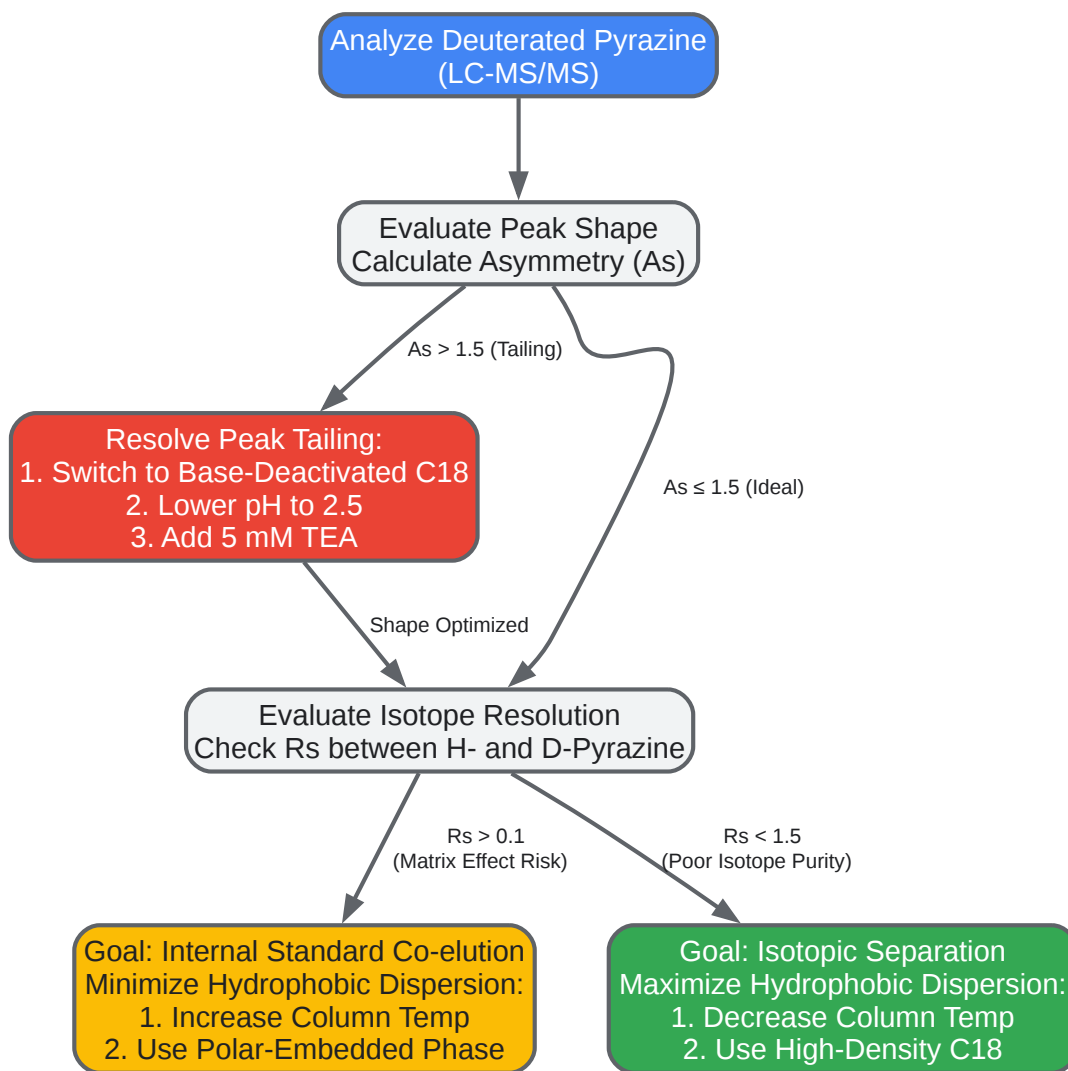 Analyze Deuterated Pyrazine
(LC-MS/MS)
Evaluate Peak Shape
Calculate Asymmetry (As)
As > 1.5 (Tailing)
Resolve Peak Tailing:
1. Switch to Base-Deactivated C18
2. Lower pH to 2.5
3. Add 5 mM TEA
As ≤ 1.5 (Ideal)
Shape Optimized
Evaluate Isotope Resolution
Check Rs between H- and D-Pyrazine
Rs > 0.1
(Matrix Effect Risk)
Rs < 1.5
(Poor Isotope Purity)
Goal: Internal Standard Co-elution
Minimize Hydrophobic Dispersion:
1. Increase Column Temp
2. Use Polar-Embedded Phase
Goal: Isotopic Separation
Maximize Hydrophobic Dispersion:
1. Decrease Column Temp
2. Use High-Density C18